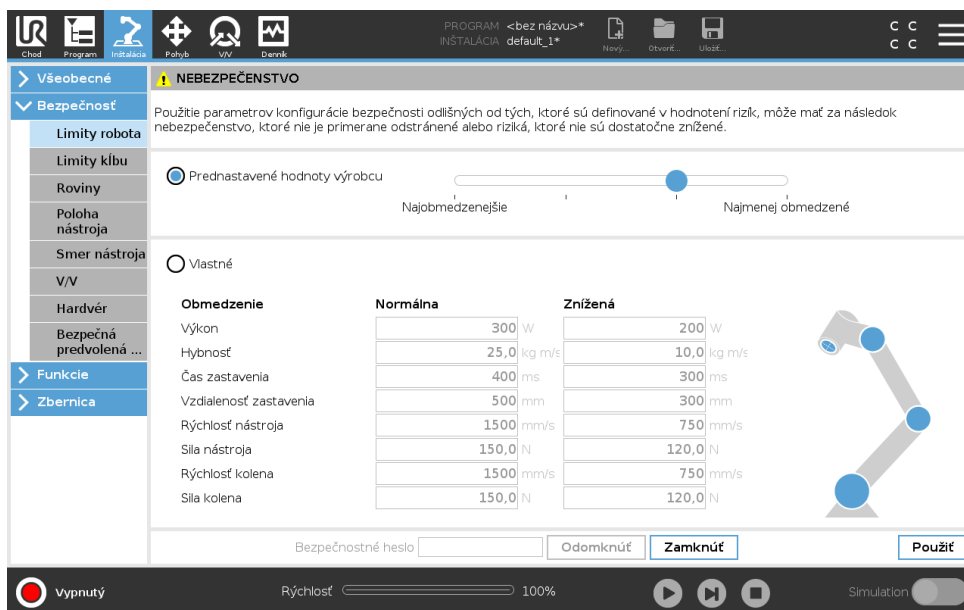 PROGRAM <bez názvu>*
INŠTALÁCIA default_1*
Chod
Program
Inštalácia
Pohyb
V/V
Denník
Nový...
Otvoriť...
Uložiť...
C C
C C
Všeobecné
Bezpečnosť
Limity robota
Limity kĺbu
Roviny
Poloha
nástroja
Smer nástroja
V/V
Hardvér
Bezpečná
predvolená ...
Funkcie
Zbernica
NEBEZPEČENSTVO
Použitie parametrov konfigurácie bezpečnosti odlišných od tých, ktoré sú definované v hodnotení rizík, môže mať za následok
nebezpečenstvo, ktoré nie je primerane odstránené alebo riziká, ktoré nie sú dostatočne znížené.
Prednastavené hodnoty výrobcu
Najobmedzenejšie
Najmenej obmedzené
Vlastné
Obmedzenie Normálna Znížená
Výkon 300 W 200 W
Hybnosť 25,0 kg m/s 10,0 kg m/s
Čas zastavenia 400 ms 300 ms
Vzdialenosť zastavenia 500 mm 300 mm
Rýchlosť nástroja 1500 mm/s 750 mm/s
Sila nástroja 150,0 N 120,0 N
Rýchlosť kolena 1500 mm/s 750 mm/s
Sila kolena 150,0 N 120,0 N
Bezpečnostné heslo Odomknúť Zamknúť Použiť
Vypnutý
Rýchlosť 100%
Simulation